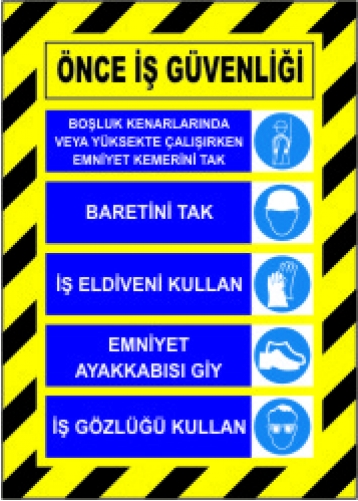 ÖNCE İŞ GÜVENLİĞİ
BOŞLUK KENARLARINDA
VEYA YÜKSEKTE ÇALIŞIRKEN
EMNİYET KEMERİNİ TAK
BARETİNİ TAK
İŞ ELDİVENİ KULLAN
EMNİYET
AYAKKABISI GİY
İŞ GÖZLÜĞÜ KULLAN